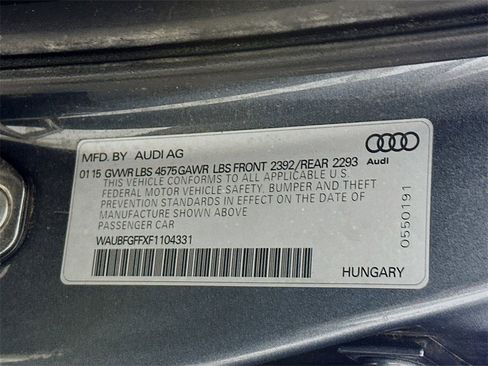 MFD. BY AUDI AG
01 15 GVWR LBS 4575 GAWR LBS FRONT 2392/REAR 2293
THIS VEHICLE CONFORMS TO ALL APPLICABLE U.S.
FEDERAL MOTOR VEHICLE SAFETY, BUMPER AND THEFT
PREVENTION STANDARDS IN EFFECT ON THE DATE OF
MANUFACTURE SHOWN ABOVE
PASSENGER CAR
WAUBFGFFXF1104331
Audi
0550191
HUNGARY